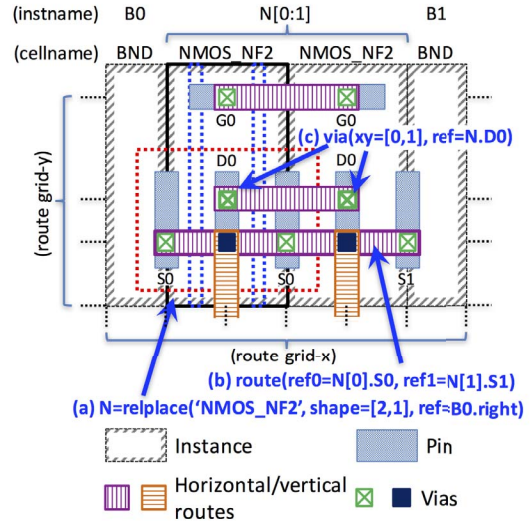 (instname) B0 N[0:1] B1
(cellname) BND NMOS_NF2 NMOS_NF2 BND
G0 G0
(c) via(xy=[0,1], ref=N.D0)
D0 D0
(route grid-y)
S0 S0 S1
(route grid-x)
(b) route(ref0=N[0].S0, ref1=N[1].S1)
(a) N=relplace('NMOS_NF2', shape=[2,1], ref=B0.right)
Instance Pin
Horizontal/vertical
routes
Vias